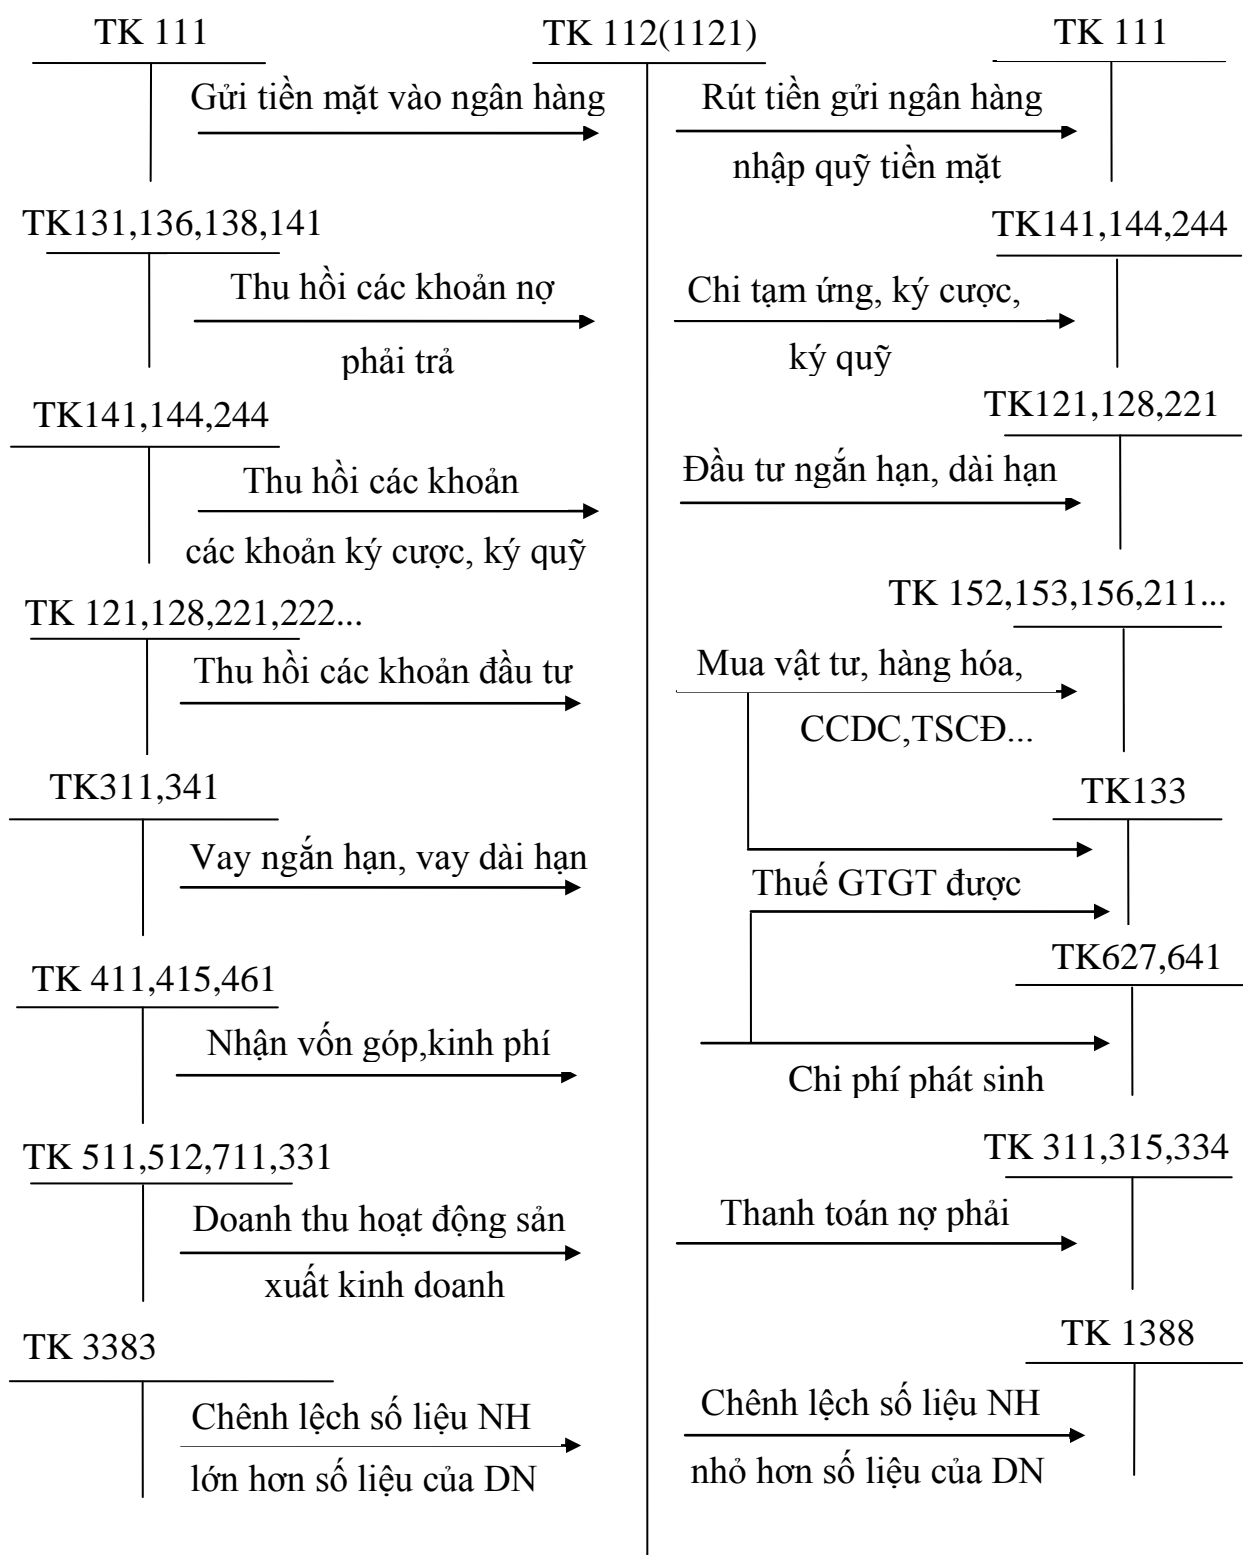 TK 111
TK 112(1121)
TK 111
Gửi tiền mặt vào ngân hàng
Rút tiền gửi ngân hàng
nhập quỹ tiền mặt
TK131,136,138,141
TK141,144,244
Thu hồi các khoản nợ
phải trả
Chi tạm ứng, ký cược,
ký quỹ
TK141,144,244
TK121,128,221
Thu hồi các khoản
các khoản ký cược, ký quỹ
Đầu tư ngắn hạn, dài hạn
TK 121,128,221,222...
TK 152,153,156,211...
Thu hồi các khoản đầu tư
Mua vật tư, hàng hóa,
CCDC,TSCĐ...
TK311,341
TK133
Vay ngắn hạn, vay dài hạn
Thuế GTGT được
TK 411,415,461
TK627,641
Nhận vốn góp,kinh phí
Chi phí phát sinh
TK 511,512,711,331
TK 311,315,334
Doanh thu hoạt động sản
xuất kinh doanh
Thanh toán nợ phải
TK 3383
TK 1388
Chênh lệch số liệu NH
lớn hơn số liệu của DN
Chênh lệch số liệu NH
nhỏ hơn số liệu của DN